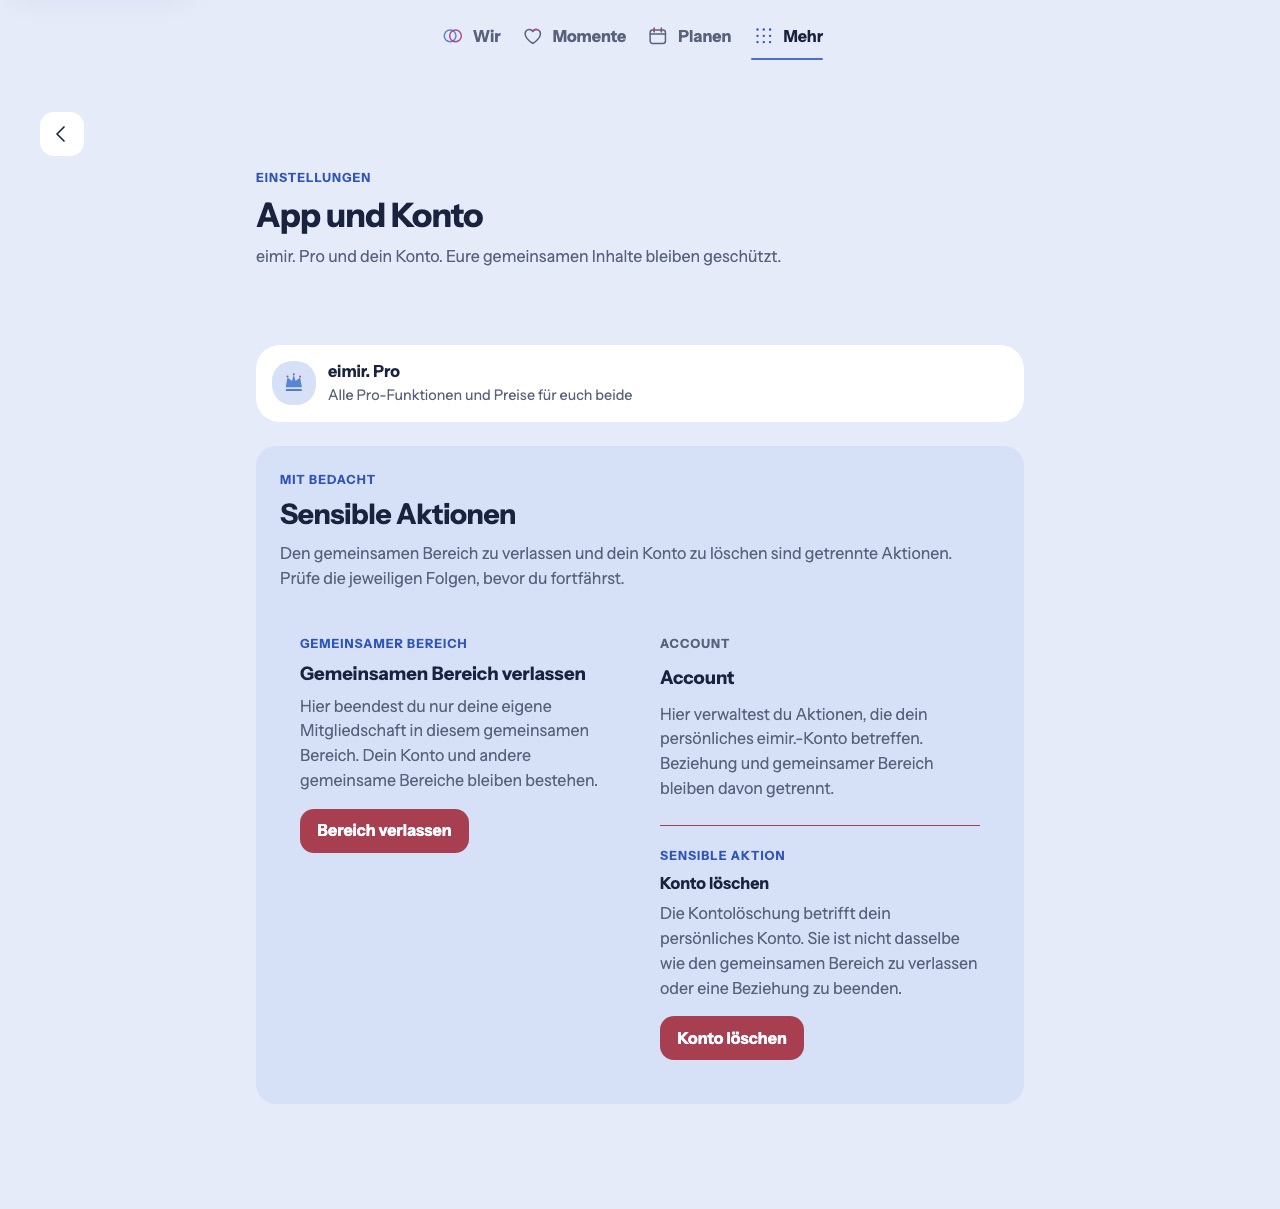 Wir
Momente
Planen
Mehr
EINSTELLUNGEN
App und Konto
eimir. Pro und dein Konto. Eure gemeinsamen Inhalte bleiben geschützt.
eimir. Pro
Alle Pro-Funktionen und Preise für euch beide
MIT BEDACHT
Sensible Aktionen
Den gemeinsamen Bereich zu verlassen und dein Konto zu löschen sind getrennte Aktionen.
Prüfe die jeweiligen Folgen, bevor du fortfährst.
GEMEINSAMER BEREICH
Gemeinsamen Bereich verlassen
Hier beendest du nur deine eigene
Mitgliedschaft in diesem gemeinsamen
Bereich. Dein Konto und andere
gemeinsame Bereiche bleiben bestehen.
Bereich verlassen
ACCOUNT
Account
Hier verwaltest du Aktionen, die dein
persönliches eimir.-Konto betreffen.
Beziehung und gemeinsamer Bereich
bleiben davon getrennt.
SENSIBLE AKTION
Konto löschen
Die Kontolöschung betrifft dein
persönliches Konto. Sie ist nicht dasselbe
wie den gemeinsamen Bereich zu verlassen
oder eine Beziehung zu beenden.
Konto löschen